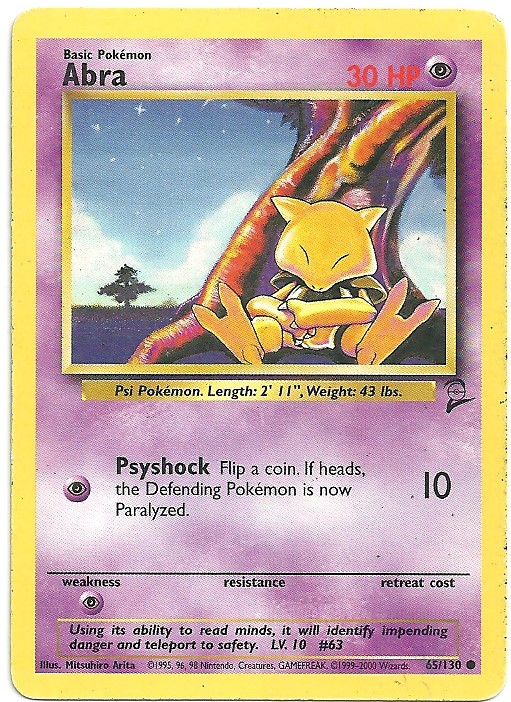 Basic Pokémon
Abra 30 HP
Psi Pokémon. Length: 2' 11", Weight: 43 lbs.
Psyshock Flip a coin. If heads,
the Defending Pokémon is now
Paralyzed.
10
weakness resistance retreat cost
Using its ability to read minds, it will identify impending
danger and teleport to safety. LV. 10 #63
Illus. Mitsuhiro Arita ©1995, 96, 98 Nintendo, Creatures, GAMEFREAK. ©1999-2000 Wizards. 65/130